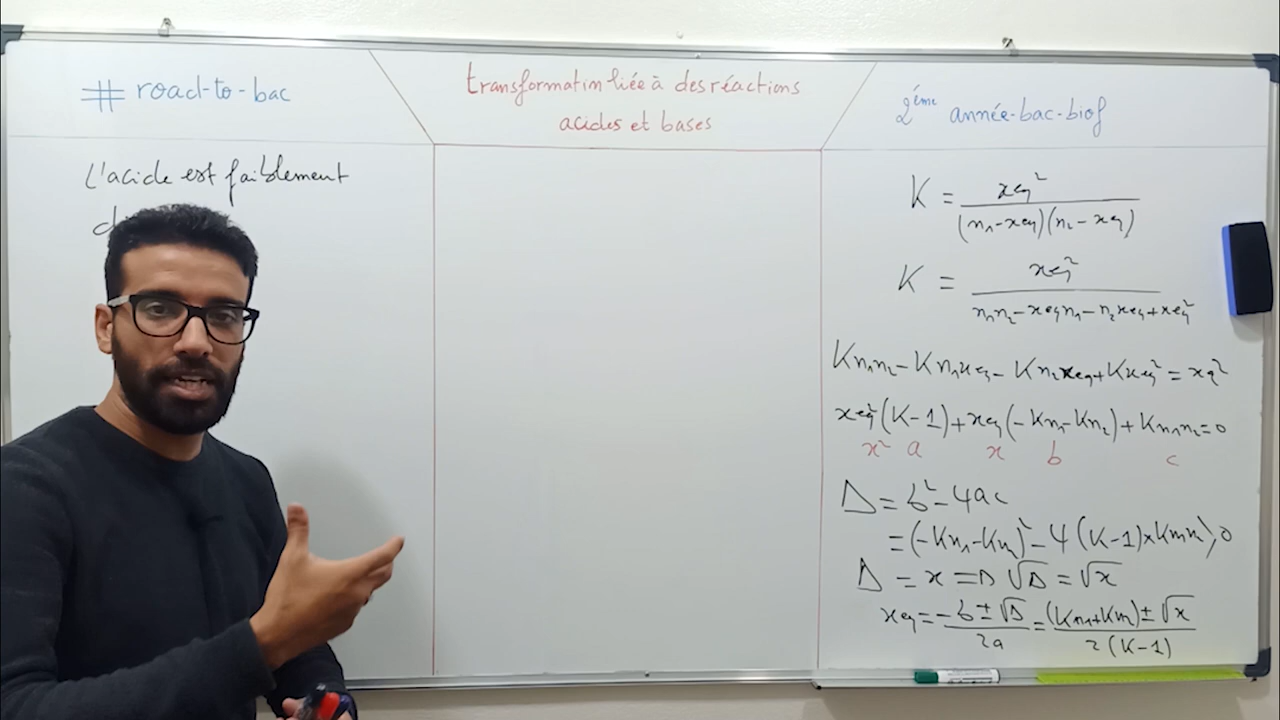 # road-to-bac
transformation liée à des réactions
acides et bases
2ème année-bac-biof
L'acide est faiblement
K = xeq² / (n1-xeq)(n2-xeq)
K = xeq² / n1n2-xeqn1-n2xeq+xeq²
Kn1n2-Kn1xeq-Kn2xeq+Kxeq²=xeq²
xeq²(K-1)+xeq(-Kn1-Kn2)+Kn1n2=0
x² a x b c
Δ = b²-4ac
=(-Kn1-Kn2)²-4(K-1)×Kn1n2>0
Δ = x => √Δ = √x
xeq = -b±√Δ / 2a = (Kn1+Kn2)±√x / 2(K-1)